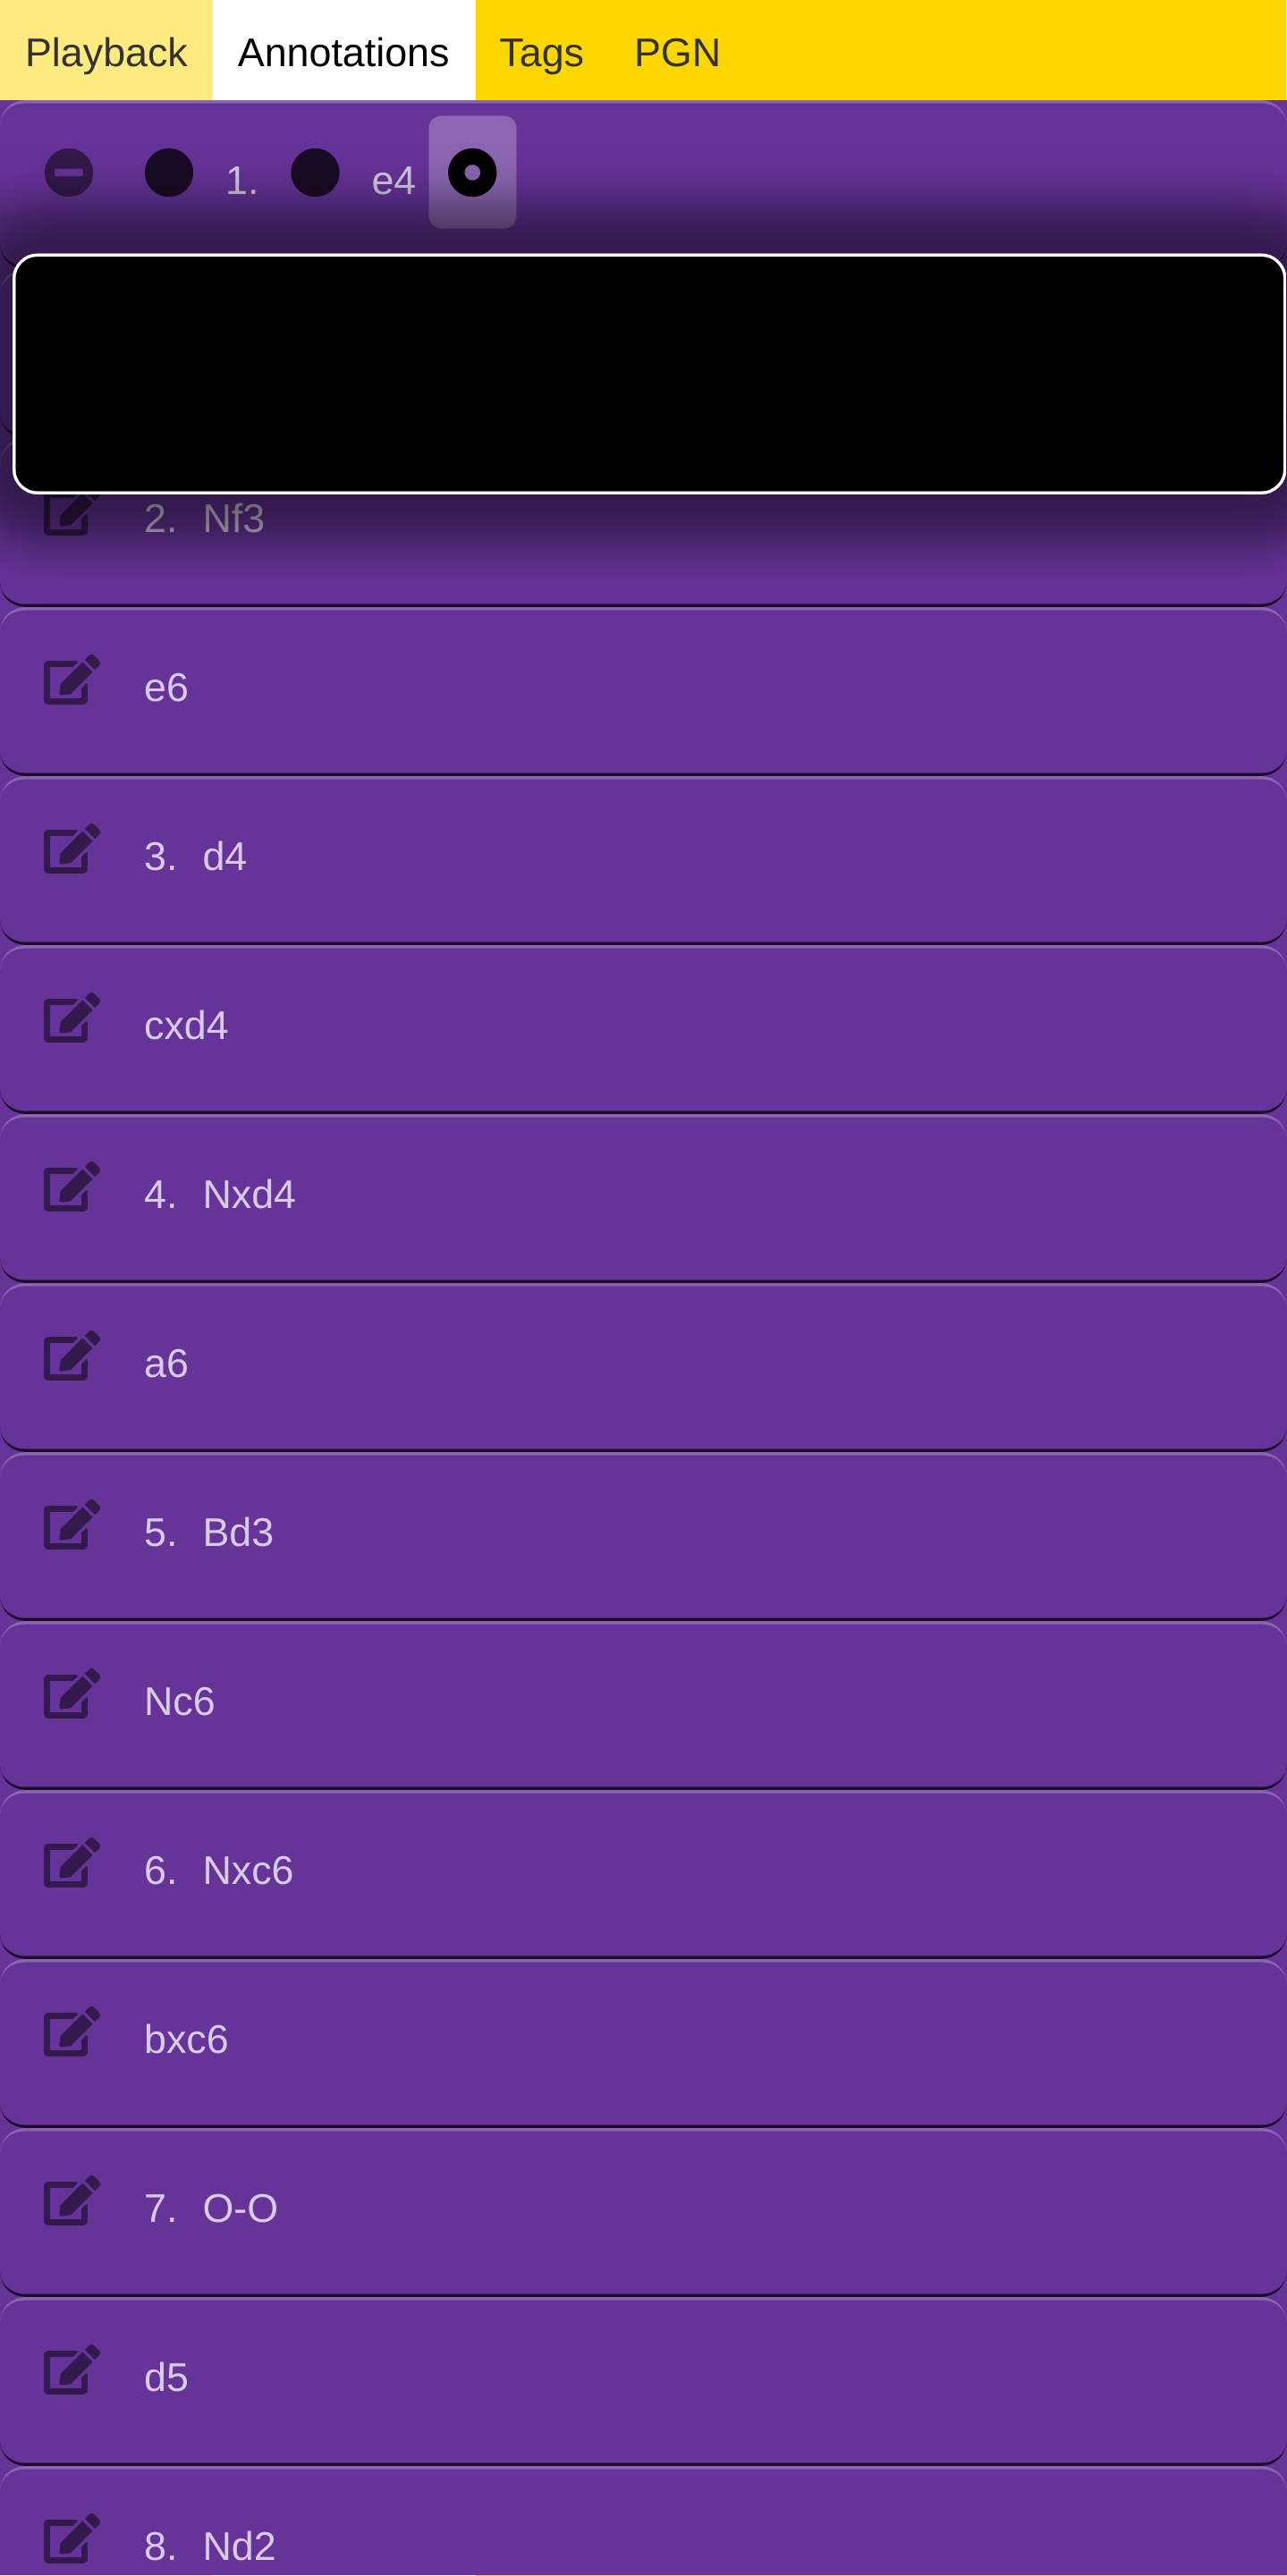 Playback Annotations Tags PGN
1. e4
2. Nf3
e6
3. d4
cxd4
4. Nxd4
a6
5. Bd3
Nc6
6. Nxc6
bxc6
7. O-O
d5
8. Nd2